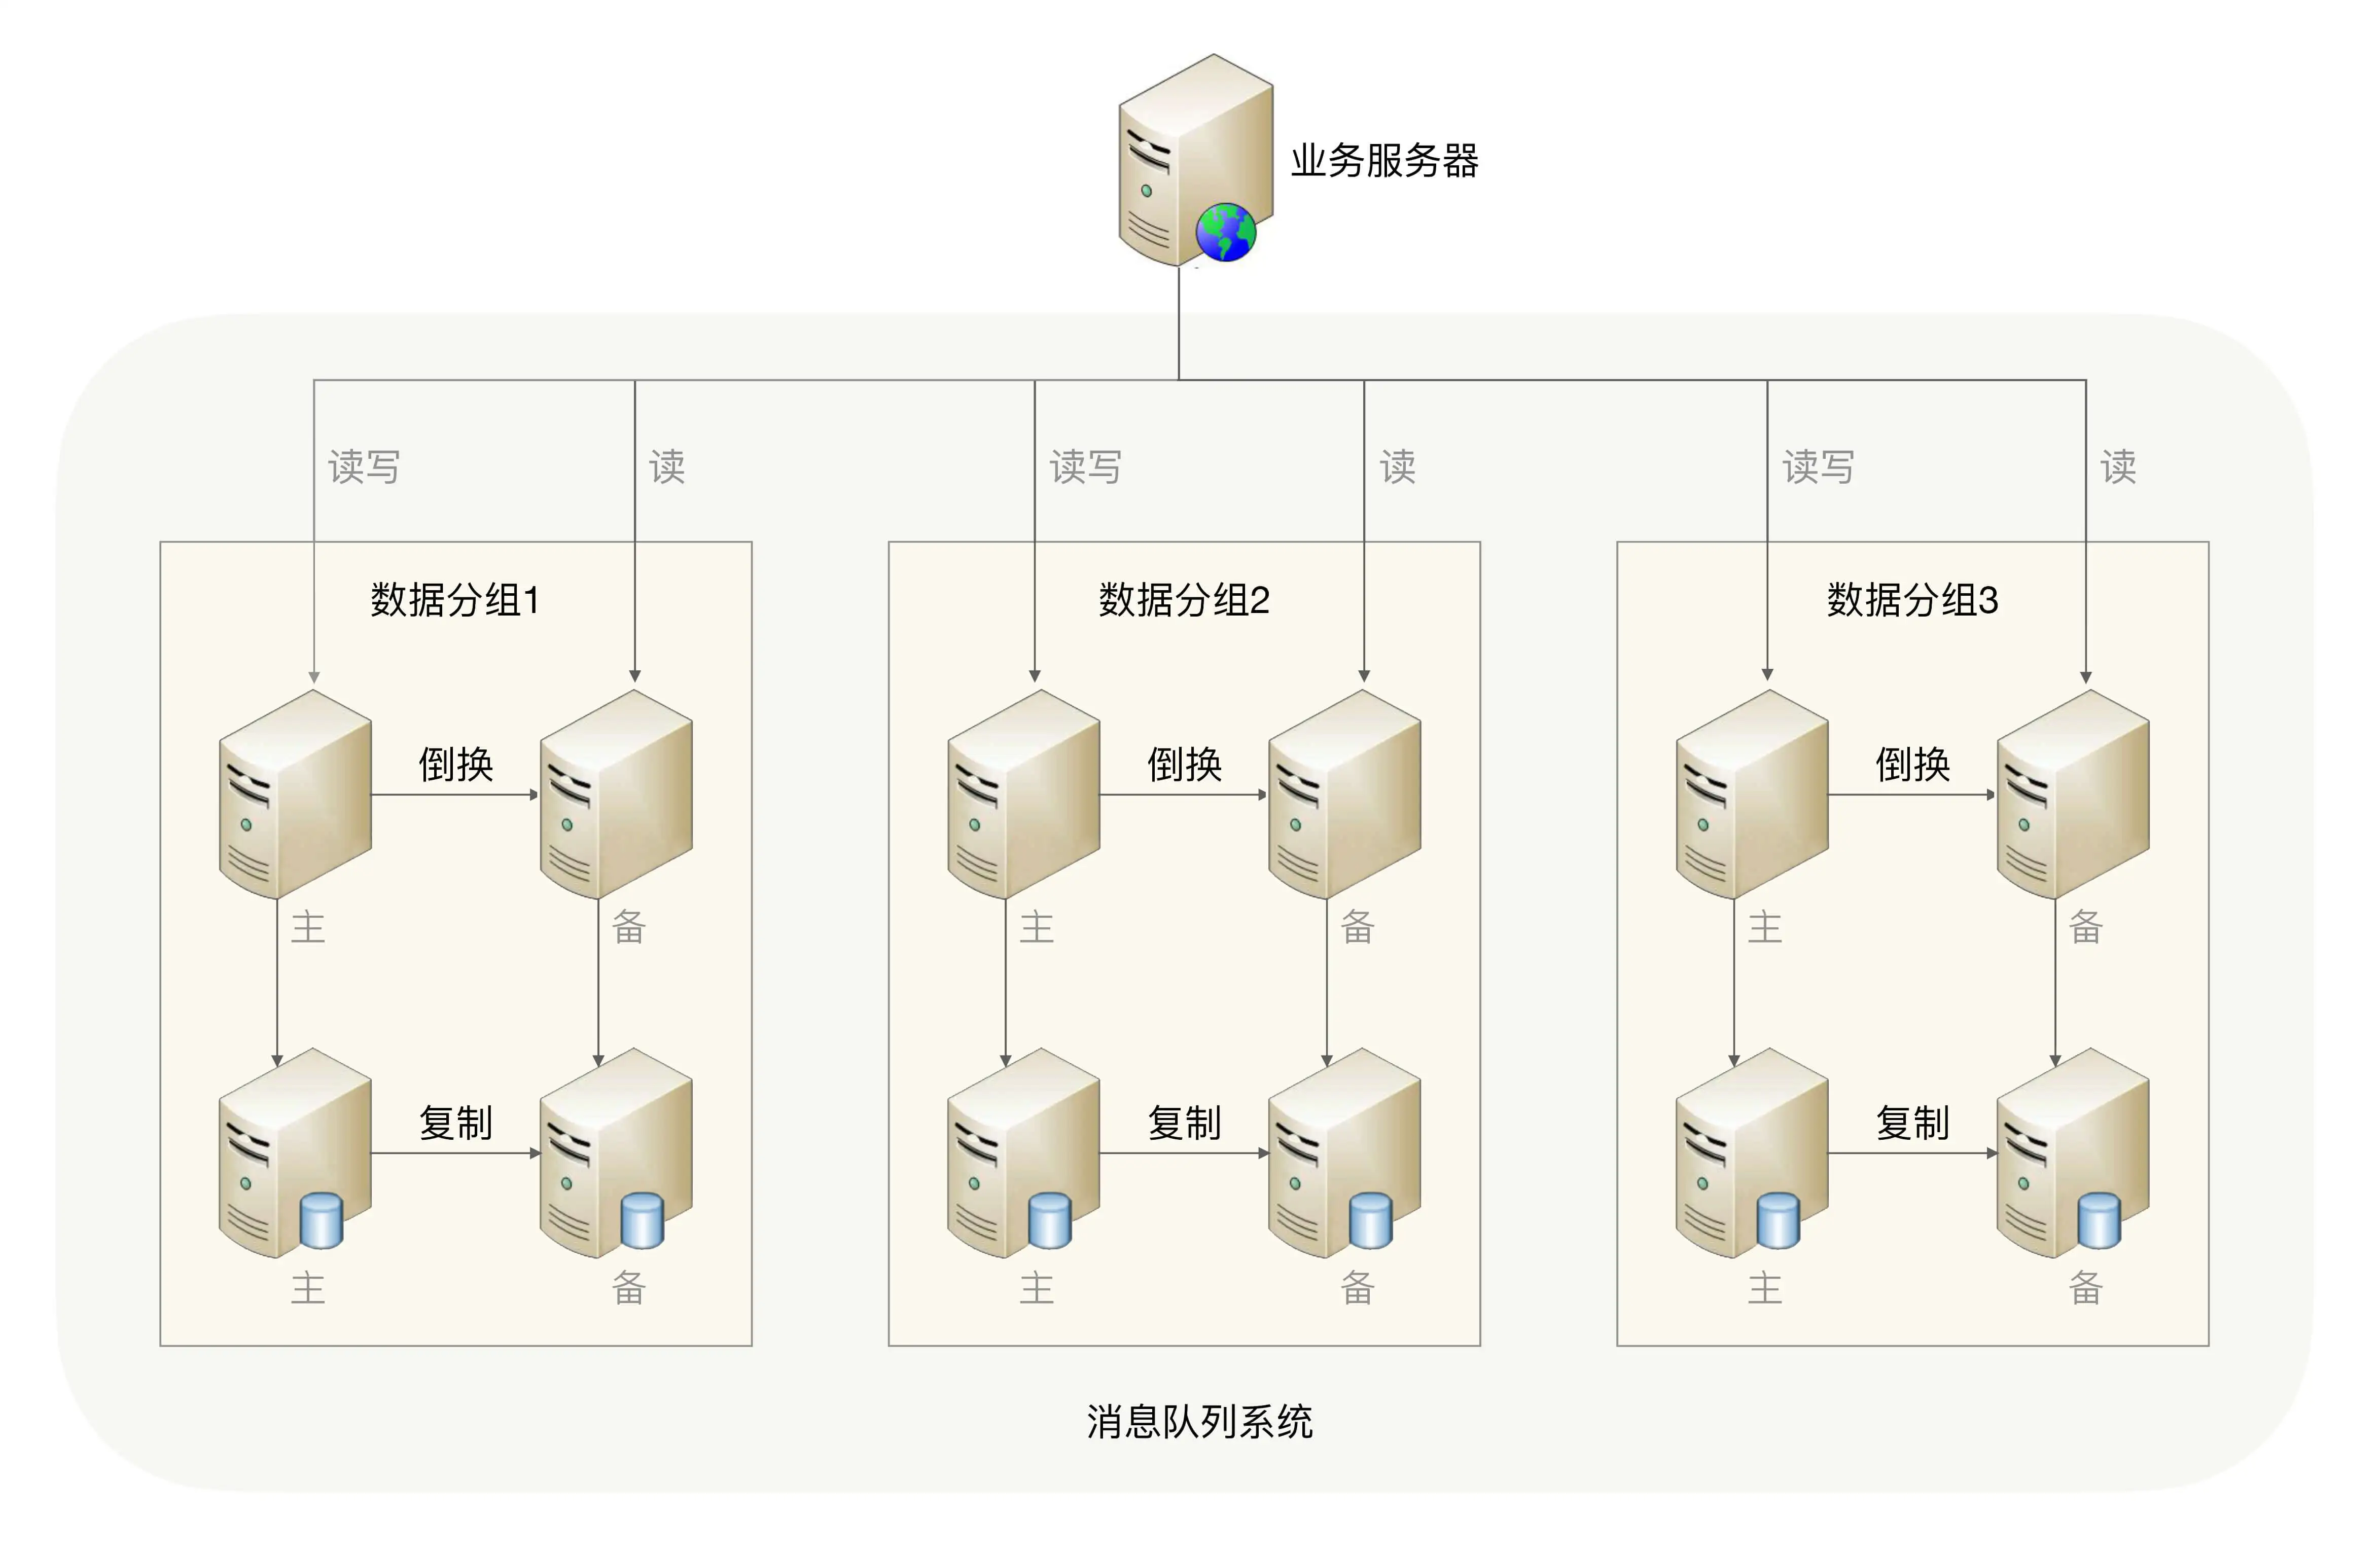 业务服务器
读写
读
读写
读
读写
读
数据分组1
数据分组2
数据分组3
倒换
倒换
倒换
主
备
主
备
主
备
复制
复制
复制
主
备
主
备
主
备
消息队列系统